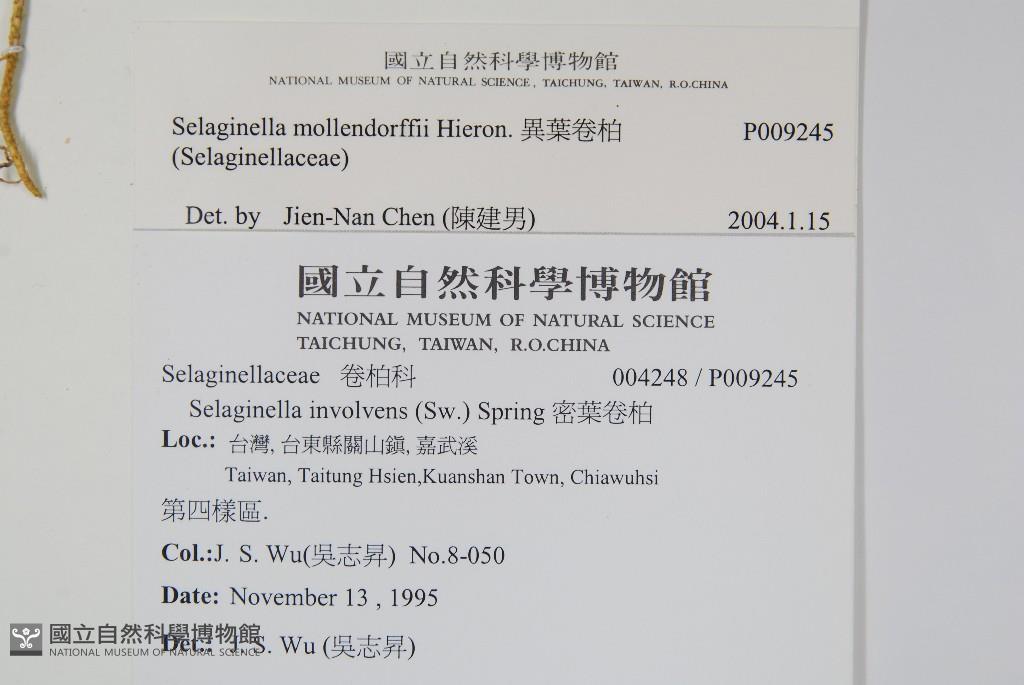 國立自然科學博物館
NATIONAL MUSEUM OF NATURAL SCIENCE, TAICHUNG, TAIWAN, R.O.CHINA
Selaginella mollendorffii Hieron. 異葉卷柏 P009245
(Selaginellaceae)
Det. by Jien-Nan Chen (陳建男) 2004.1.15
國立自然科學博物館
NATIONAL MUSEUM OF NATURAL SCIENCE
TAICHUNG, TAIWAN, R.O.CHINA
Selaginellaceae 卷柏科 004248 / P009245
Selaginella involvens (Sw.) Spring 密葉卷柏
Loc.: 台灣, 台東縣關山鎮, 嘉武溪
Taiwan, Taitung Hsien,Kuanshan Town, Chiawuhsi
第四樣區.
Col.:J. S. Wu(吳志昇) No.8-050
Date: November 13 , 1995
Det.: J. S. Wu (吳志昇)
國立自然科學博物館
NATIONAL MUSEUM OF NATURAL SCIENCE